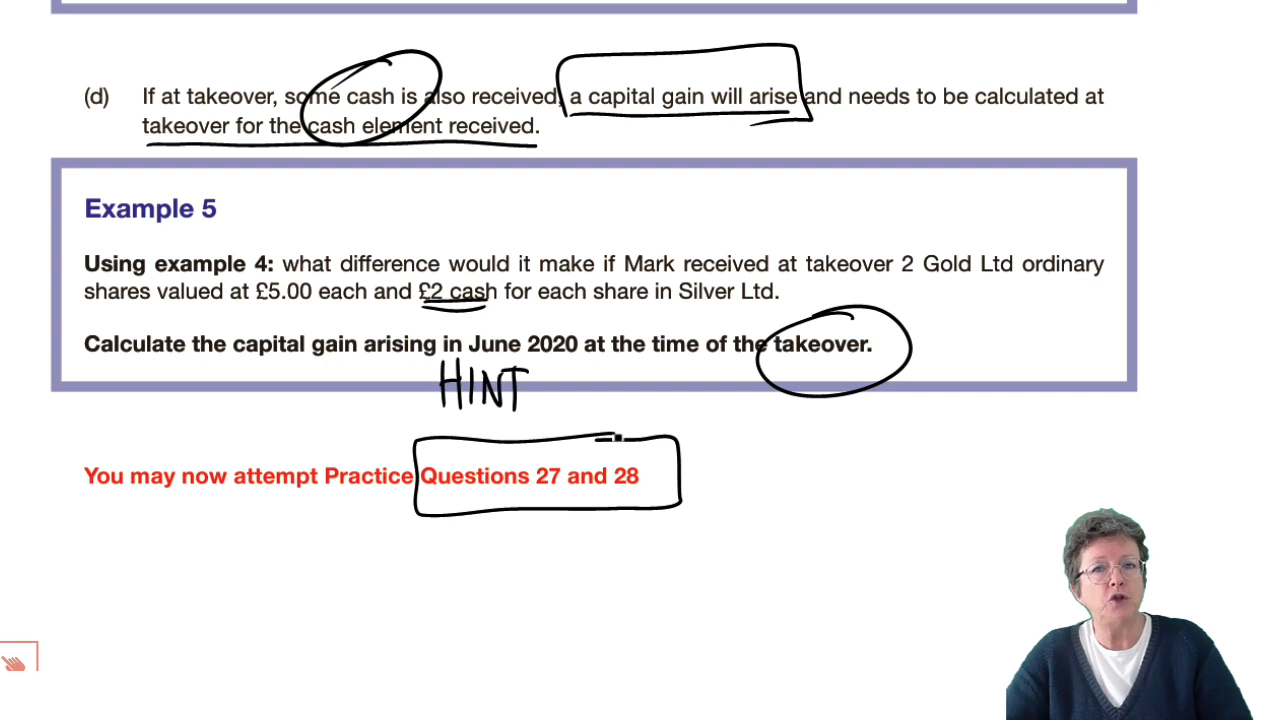 (d) If at takeover, some cash is also received, a capital gain will arise and needs to be calculated at
takeover for the cash element received.
Example 5
Using example 4: what difference would it make if Mark received at takeover 2 Gold Ltd ordinary
shares valued at £5.00 each and £2 cash for each share in Silver Ltd.
Calculate the capital gain arising in June 2020 at the time of the takeover.
HINT
You may now attempt Practice Questions 27 and 28